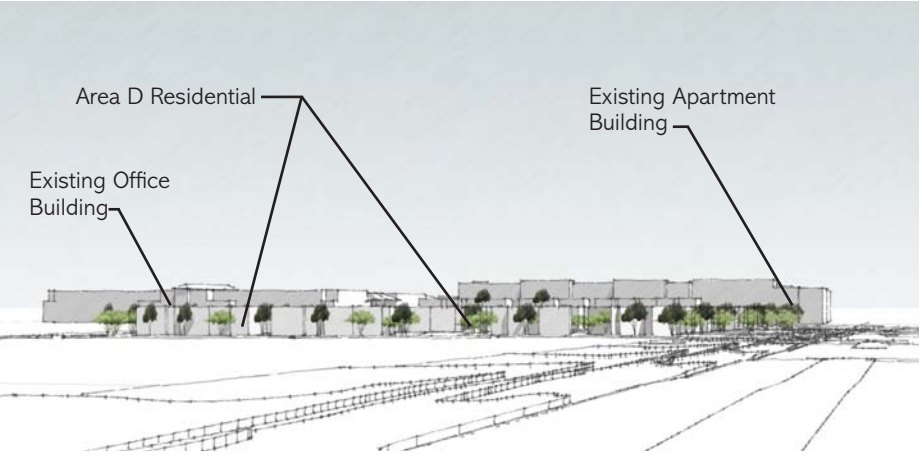 Area D Residential
Existing Apartment
Building
Existing Office
Building